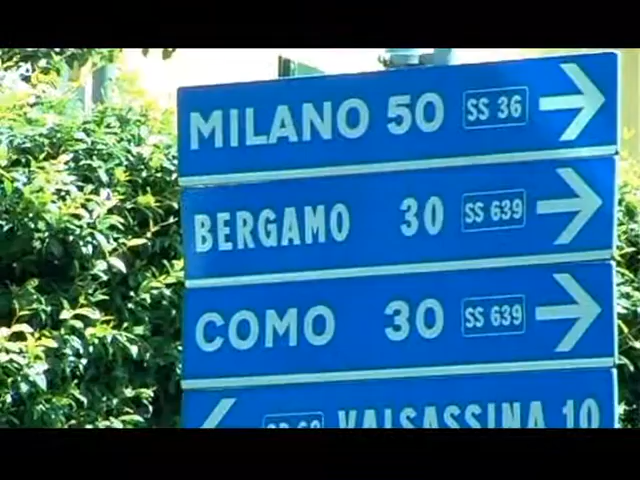 MILANO 50 SS 36
BERGAMO 30 SS 639
COMO 30 SS 639
VALSASSINA 10